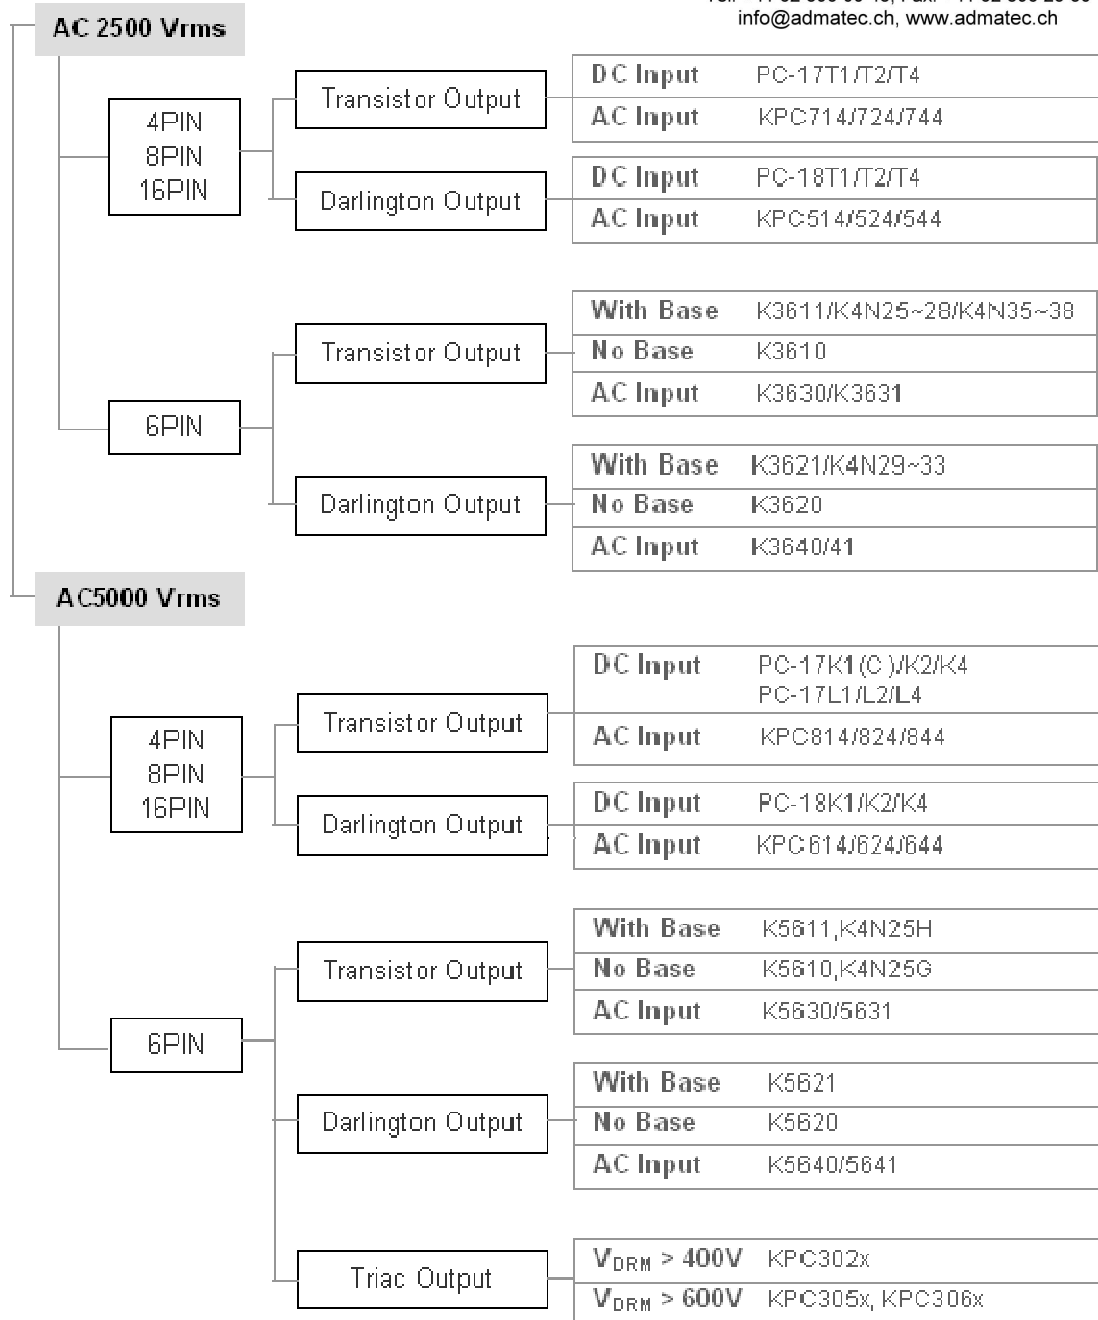 info@admatec.ch, www.admatec.ch
AC 2500 Vrms
4PIN
8PIN
16PIN
Transistor Output
DC Input PC-17T1/T2/T4
AC Input KPC714/724/744
Darlington Output
DC Input PC-18T1/T2/T4
AC Input KPC514/524/544
6PIN
Transistor Output
With Base K3611/K4N25~28/K4N35~38
No Base K3610
AC Input K3630/K3631
Darlington Output
With Base K3621/K4N29~33
No Base K3620
AC Input K3640/41
AC5000 Vrms
4PIN
8PIN
16PIN
Transistor Output
DC Input PC-17K1(C)/K2/K4
PC-17L1/L2/L4
AC Input KPC814/824/844
Darlington Output
DC Input PC-18K1/K2/K4
AC Input KPC614/624/644
6PIN
Transistor Output
With Base K5611,K4N25H
No Base K5610,K4N25G
AC Input K5630/5631
Darlington Output
With Base K5621
No Base K5620
AC Input K5640/5641
Triac Output
VDRM > 400V KPC302x
VDRM > 600V KPC305x, KPC306x